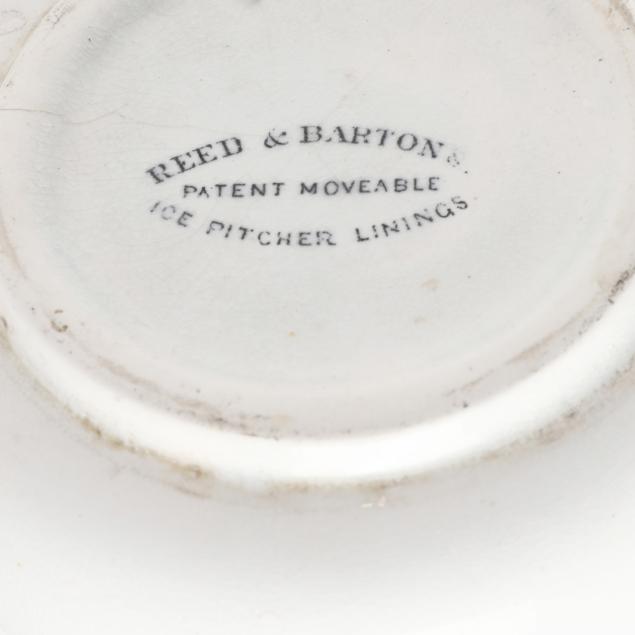 REED & BARTON
PATENT MOVEABLE
ICE PITCHER LININGS